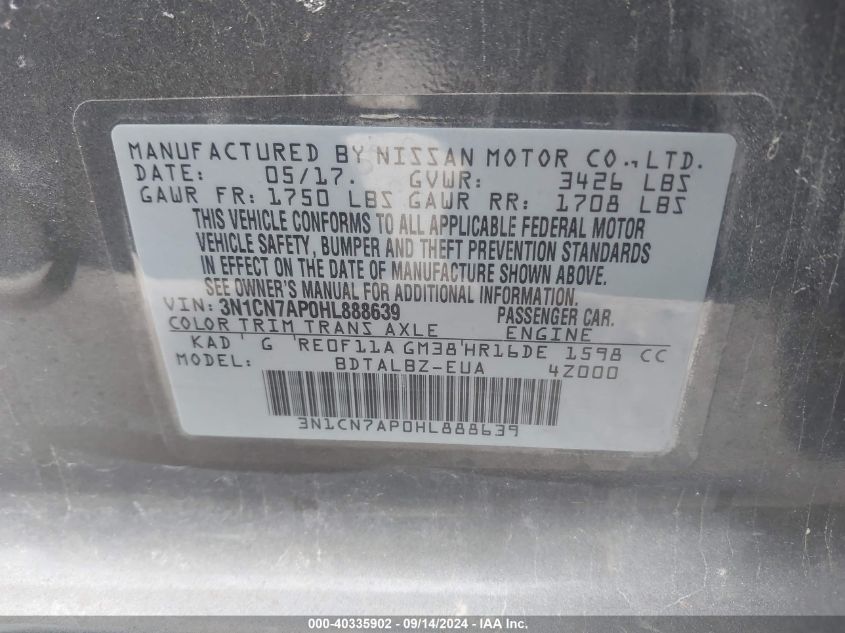 MANUFACTURED BY NISSAN MOTOR CO.,LTD.
DATE: 05/17. GVWR: 3426 LBS
GAWR FR: 1750 LBS GAWR RR: 1708 LBS
THIS VEHICLE CONFORMS TO ALL APPLICABLE FEDERAL MOTOR
VEHICLE SAFETY, BUMPER AND THEFT PREVENTION STANDARDS
IN EFFECT ON THE DATE OF MANUFACTURE SHOWN ABOVE.
SEE OWNER'S MANUAL FOR ADDITIONAL INFORMATION.
VIN: 3N1CN7AP0HL888639 PASSENGER CAR.
COLOR TRIM TRANS AXLE ENGINE
KAD ' G 'RE0F11A GM38'HR16DE 1598 CC
MODEL: BDTALBZ-EUA 4Z000
3N1CN7AP0HL888639
000-40335902 - 09/14/2024 - IAA Inc.